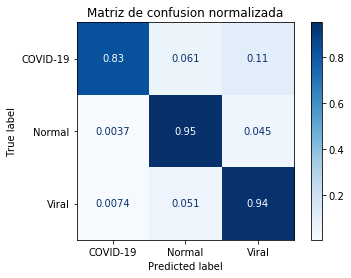 Matriz de confusion normalizada
True label
COVID-19
0.83
0.061
0.11
Normal
0.0037
0.95
0.045
Viral
0.0074
0.051
0.94
COVID-19
Normal
Viral
Predicted label
0.8
0.6
0.4
0.2